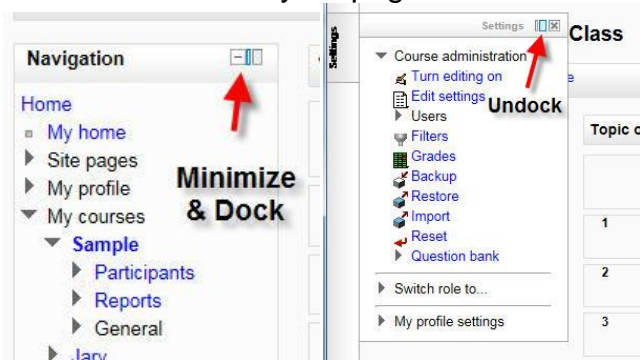 Navigation
Home
My home
Site pages
My profile
My courses
Sample
Participants
Reports
General
Jary
Minimize
& Dock
Settings
Settings
Course administration
Turn editing on
Edit settings
Users
Filters
Grades
Backup
Restore
Import
Reset
Question bank
Switch role to...
My profile settings
Undock
Class
e
Topic o
1
2
3